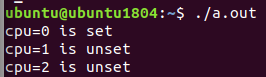 ubuntu@ubuntu1804:~$ ./a.out
cpu=0 is set
cpu=1 is unset
cpu=2 is unset